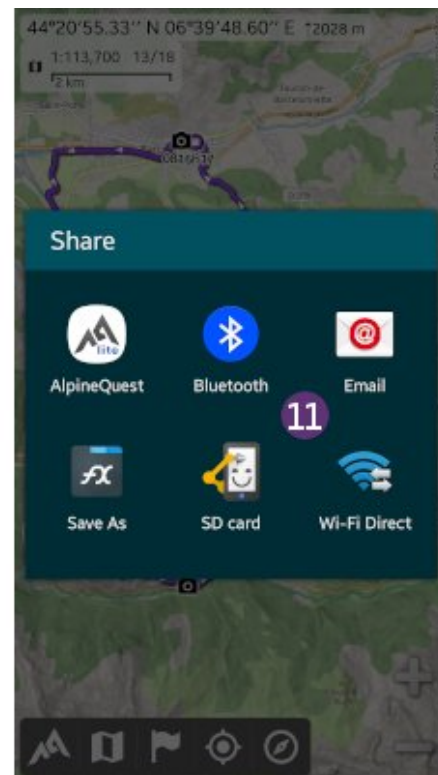 44°20'55.33'' N 06°39'48.60'' E ↑2028 m
1:113,700 13/18
2 km
Share
lite
AlpineQuest
Bluetooth
@
Email
11
FX
Save As
SD card
Wi-Fi Direct